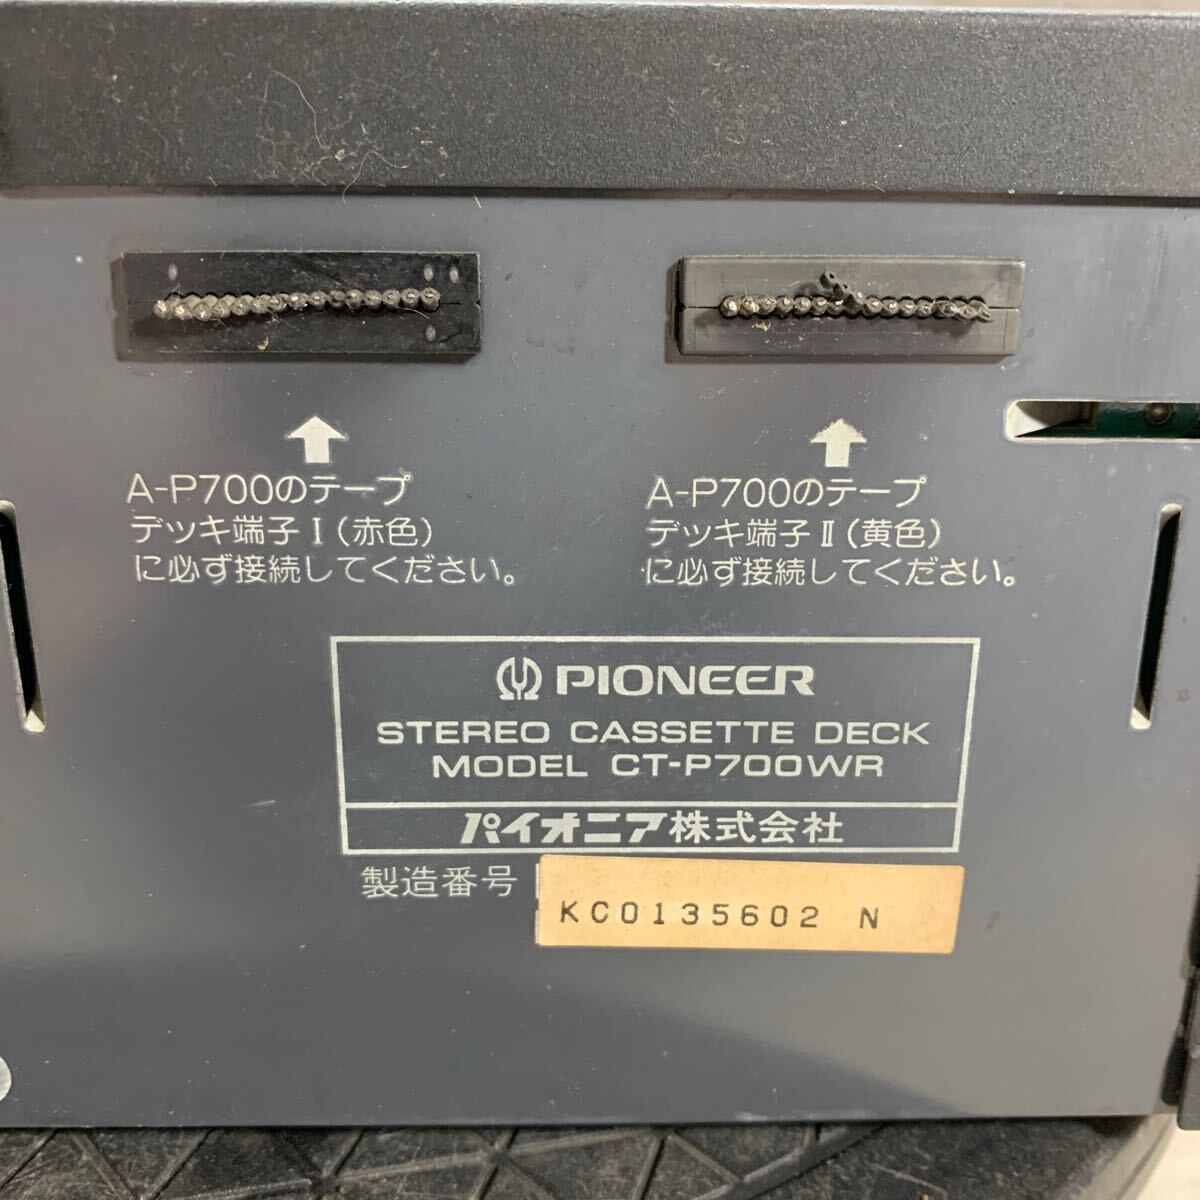 A-P700のテープ
デッキ端子Ⅰ(赤色)
に必ず接続してください。
A-P700のテープ
デッキ端子Ⅱ(黄色)
に必ず接続してください。
PIONEER
STEREO CASSETTE DECK
MODEL CT-P700WR
パイオニア株式会社
製造番号
KC0135602 N